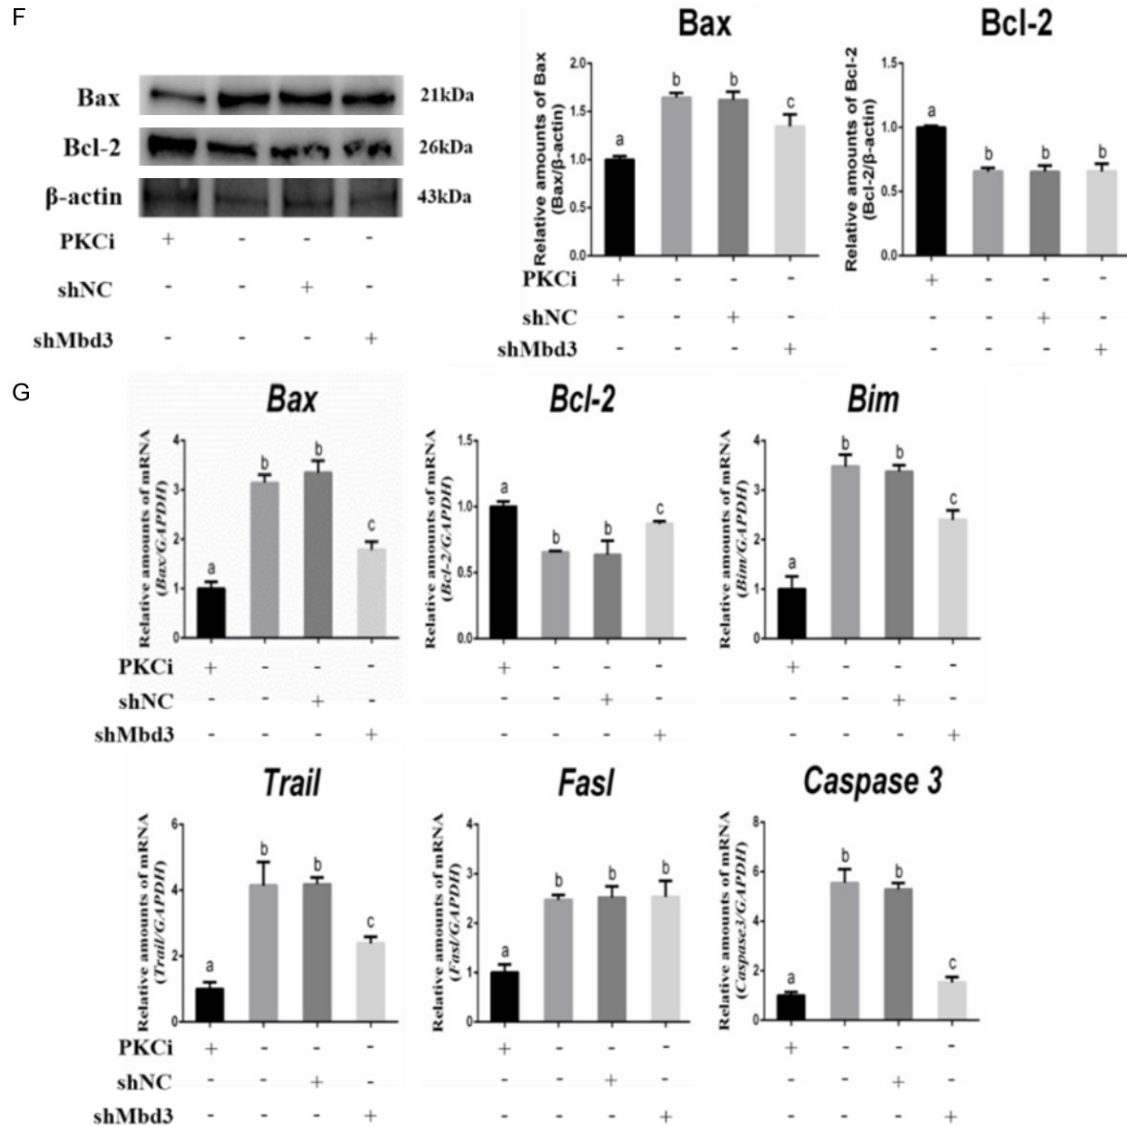 F
Bax 21kDa
Bcl-2 26kDa
β-actin 43kDa
PKCi + - - -
shNC - - + -
shMbd3 - - - +
Bax
Relative amounts of Bax
(Bax/β-actin)
2.0
1.5
1.0
0.5
0.0
a b b c
PKCi + - - -
shNC - - + -
shMbd3 - - - +
Bcl-2
Relative amounts of Bcl-2
(Bcl-2/β-actin)
1.5
1.0
0.5
0.0
a b b b
+ - - -
- - + -
- - - +
G
Bax
Relative amounts of mRNA
(Bax/GAPDH)
4
3
2
1
0
a b b c
PKCi + - - -
shNC - - + -
shMbd3 - - - +
Bcl-2
Relative amounts of mRNA
(Bcl-2/GAPDH)
1.5
1.0
0.5
0.0
a b b c
+ - - -
- - + -
- - - +
Bim
Relative amounts of mRNA
(Bim/GAPDH)
4
3
2
1
0
a b b c
+ - - -
- - + -
- - - +
Trail
Relative amounts of mRNA
(Trail/GAPDH)
6
4
2
0
a b b c
PKCi + - - -
shNC - - + -
shMbd3 - - - +
Fasl
Relative amounts of mRNA
(Fasl/GAPDH)
4
3
2
1
0
a b b b
+ - - -
- - + -
- - - +
Caspase 3
Relative amounts of mRNA
(Caspase3/GAPDH)
8
6
4
2
0
a b b c
+ - - -
- - + -
- - - +